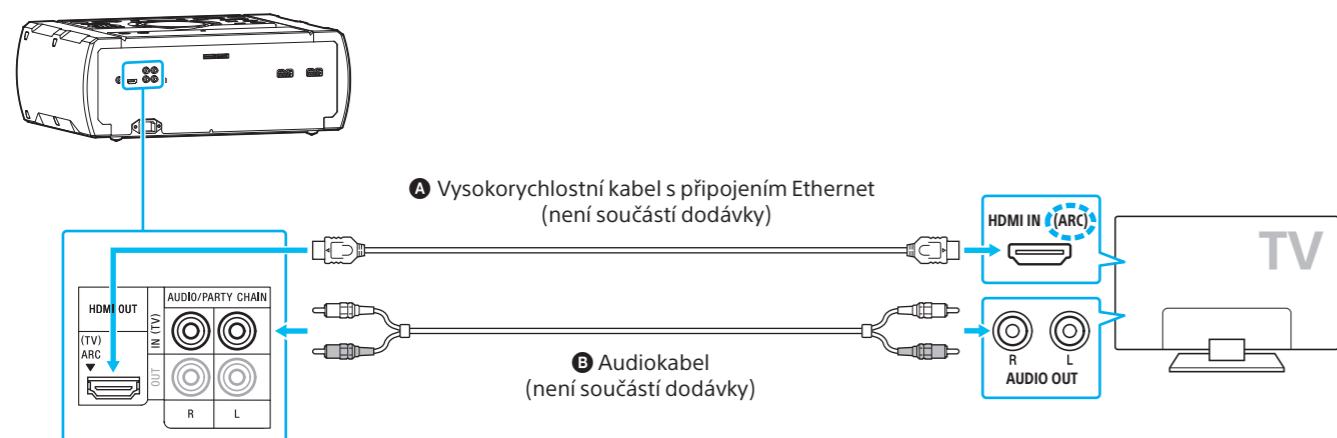 A Vysokorychlostní kabel s připojením Ethernet
(není součástí dodávky)
HDMI IN (ARC)
TV
HDMI OUT
(TV)
ARC
AUDIO/PARTY CHAIN
IN (TV)
OUT
R
L
B Audiokabel
(není součástí dodávky)
R
L
AUDIO OUT